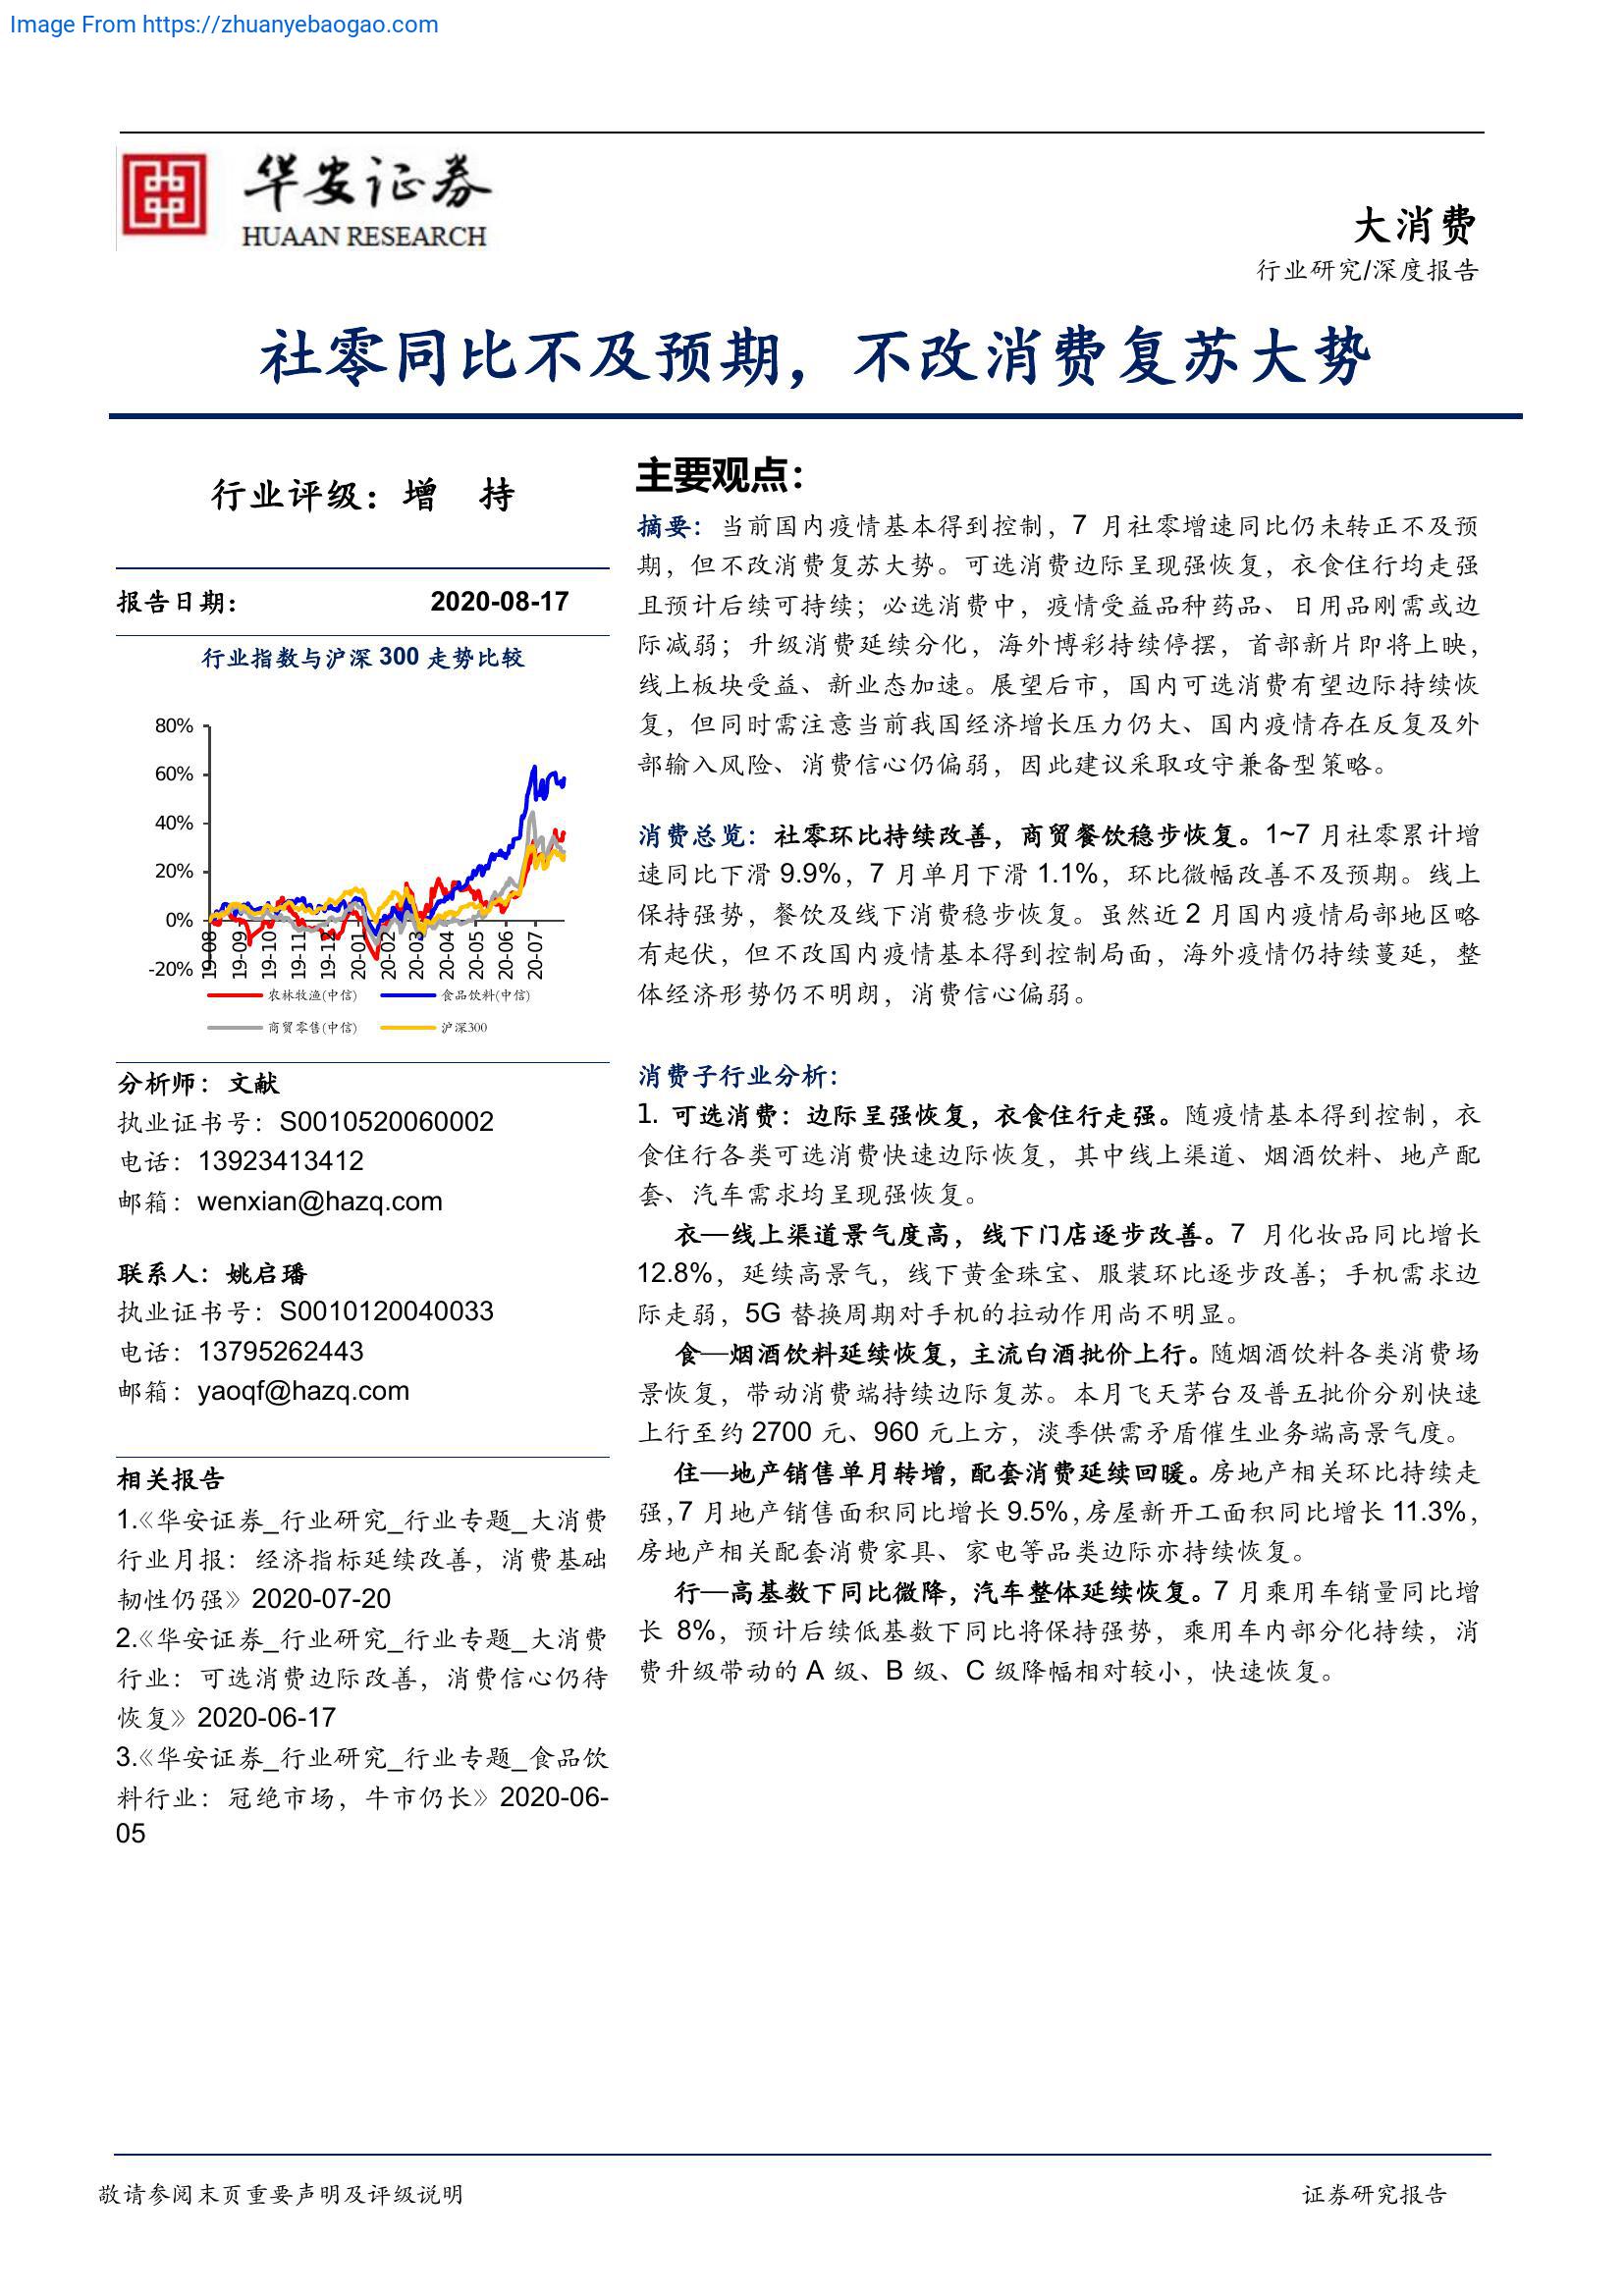 Image From https://zhuanyebaogao.com
华安证券
HUAAN RESEARCH
大消费
行业研究/深度报告
社零同比不及预期，不改消费复苏大势
行业评级：增 持
报告日期： 2020-08-17
行业指数与沪深 300 走势比较
80%
60%
40%
20%
0%
-20%
19-08
19-09
19-10
19-11
19-12
20-01
20-02
20-03
20-04
20-05
20-06
20-07
农林牧渔(中信) 食品饮料(中信)
商贸零售(中信) 沪深300
分析师：文献
执业证书号：S0010520060002
电话：13923413412
邮箱：wenxian@hazq.com
联系人：姚启璠
执业证书号：S0010120040033
电话：13795262443
邮箱：yaoqf@hazq.com
相关报告
1.《华安证券_行业研究_行业专题_大消费
行业月报：经济指标延续改善，消费基础
韧性仍强》2020-07-20
2.《华安证券_行业研究_行业专题_大消费
行业：可选消费边际改善，消费信心仍待
恢复》2020-06-17
3.《华安证券_行业研究_行业专题_食品饮
料行业：冠绝市场，牛市仍长》2020-06-
05
主要观点：
摘要：当前国内疫情基本得到控制，7 月社零增速同比仍未转正不及预
期，但不改消费复苏大势。可选消费边际呈现强恢复，衣食住行均走强
且预计后续可持续；必选消费中，疫情受益品种药品、日用品刚需或边
际减弱；升级消费延续分化，海外博彩持续停摆，首部新片即将上映，
线上板块受益、新业态加速。展望后市，国内可选消费有望边际持续恢
复，但同时需注意当前我国经济增长压力仍大、国内疫情存在反复及外
部输入风险、消费信心仍偏弱，因此建议采取攻守兼备型策略。
消费总览：社零环比持续改善，商贸餐饮稳步恢复。1~7 月社零累计增
速同比下滑 9.9%，7 月单月下滑 1.1%，环比微幅改善不及预期。线上
保持强势，餐饮及线下消费稳步恢复。虽然近 2 月国内疫情局部地区略
有起伏，但不改国内疫情基本得到控制局面，海外疫情仍持续蔓延，整
体经济形势仍不明朗，消费信心偏弱。
消费子行业分析：
1. 可选消费：边际呈强恢复，衣食住行走强。随疫情基本得到控制，衣
食住行各类可选消费快速边际恢复，其中线上渠道、烟酒饮料、地产配
套、汽车需求均呈现强恢复。
衣—线上渠道景气度高，线下门店逐步改善。7 月化妆品同比增长
12.8%，延续高景气，线下黄金珠宝、服装环比逐步改善；手机需求边
际走弱，5G 替换周期对手机的拉动作用尚不明显。
食—烟酒饮料延续恢复，主流白酒批价上行。随烟酒饮料各类消费场
景恢复，带动消费端持续边际复苏。本月飞天茅台及普五批价分别快速
上行至约 2700 元、960 元上方，淡季供需矛盾催生业务端高景气度。
住—地产销售单月转增，配套消费延续回暖。房地产相关环比持续走
强，7 月地产销售面积同比增长 9.5%，房屋新开工面积同比增长 11.3%，
房地产相关配套消费家具、家电等品类边际亦持续恢复。
行—高基数下同比微降，汽车整体延续恢复。7 月乘用车销量同比增
长 8%，预计后续低基数下同比将保持强势，乘用车内部分化持续，消
费升级带动的 A 级、B 级、C 级降幅相对较小，快速恢复。
敬请参阅末页重要声明及评级说明 证券研究报告